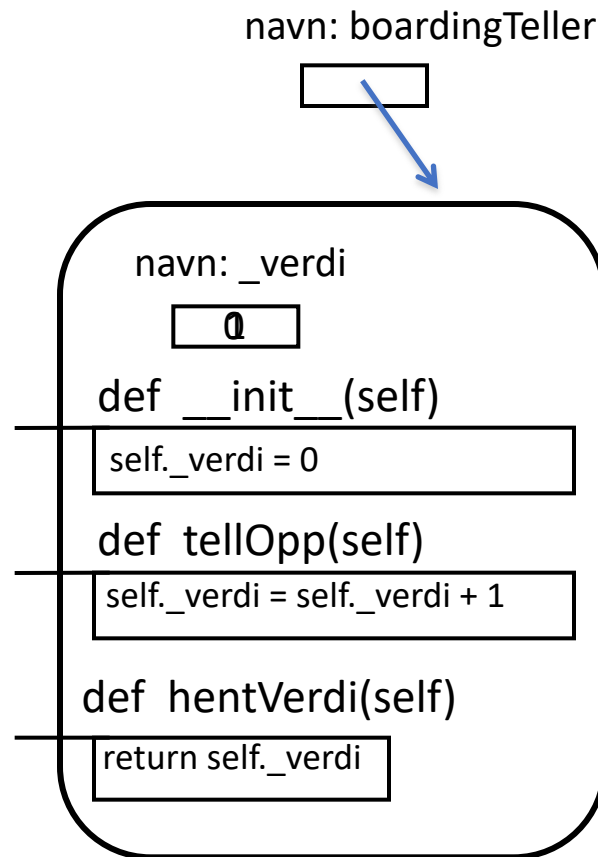 navn: boardingTeller
navn: _verdi
def __init__(self)
self._verdi = 0
def tellOpp(self)
self._verdi = self._verdi + 1
def hentVerdi(self)
return self._verdi